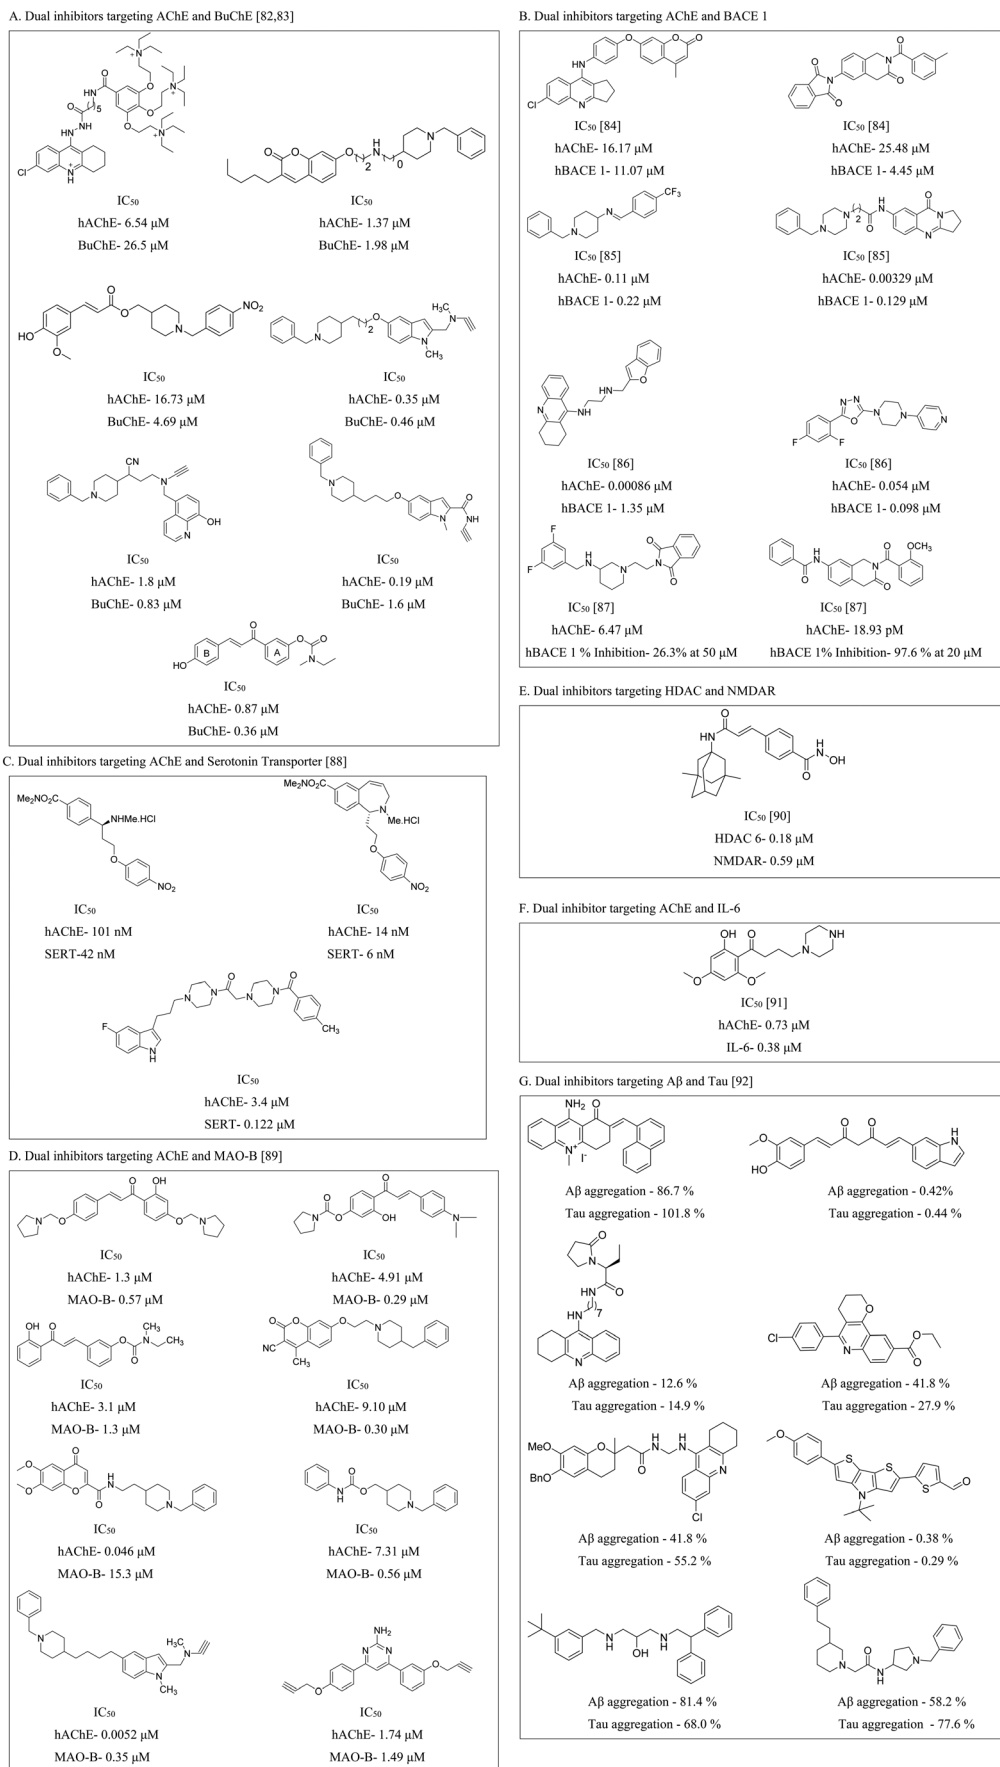 A. Dual inhibitors targeting AChE and BuChE [82,83]
IC50
hAChE- 6.54 μM
BuChE- 26.5 μM
IC50
hAChE- 1.37 μM
BuChE- 1.98 μM
IC50
hAChE- 16.73 μM
BuChE- 4.69 μM
IC50
hAChE- 0.35 μM
BuChE- 0.46 μM
IC50
hAChE- 1.8 μM
BuChE- 0.83 μM
IC50
hAChE- 0.19 μM
BuChE- 1.6 μM
B
A
IC50
hAChE- 0.87 μM
BuChE- 0.36 μM
C. Dual inhibitors targeting AChE and Serotonin Transporter [88]
Me2NO2C
NHMe.HCl
NO2
IC50
hAChE- 101 nM
SERT-42 nM
Me2NO2C
Me.HCl
NO2
IC50
hAChE- 14 nM
SERT- 6 nM
IC50
hAChE- 3.4 μM
SERT- 0.122 μM
D. Dual inhibitors targeting AChE and MAO-B [89]
IC50
hAChE- 1.3 μM
MAO-B- 0.57 μM
IC50
hAChE- 4.91 μM
MAO-B- 0.29 μM
IC50
hAChE- 3.1 μM
MAO-B- 1.3 μM
IC50
hAChE- 9.10 μM
MAO-B- 0.30 μM
IC50
hAChE- 0.046 μM
MAO-B- 15.3 μM
IC50
hAChE- 7.31 μM
MAO-B- 0.56 μM
IC50
hAChE- 0.0052 μM
MAO-B- 0.35 μM
IC50
hAChE- 1.74 μM
MAO-B- 1.49 μM
B. Dual inhibitors targeting AChE and BACE 1
IC50 [84]
hAChE- 16.17 μM
hBACE 1- 11.07 μM
IC50 [84]
hAChE- 25.48 μM
hBACE 1- 4.45 μM
IC50 [85]
hAChE- 0.11 μM
hBACE 1- 0.22 μM
IC50 [85]
hAChE- 0.00329 μM
hBACE 1- 0.129 μM
IC50 [86]
hAChE- 0.00086 μM
hBACE 1- 1.35 μM
IC50 [86]
hAChE- 0.054 μM
hBACE 1- 0.098 μM
IC50 [87]
hAChE- 6.47 μM
hBACE 1 % Inhibition- 26.3% at 50 μM
IC50 [87]
hAChE- 18.93 pM
hBACE 1% Inhibition- 97.6 % at 20 μM
E. Dual inhibitors targeting HDAC and NMDAR
IC50 [90]
HDAC 6- 0.18 μM
NMDAR- 0.59 μM
F. Dual inhibitor targeting AChE and IL-6
IC50 [91]
hAChE- 0.73 μM
IL-6- 0.38 μM
G. Dual inhibitors targeting Aβ and Tau [92]
Aβ aggregation - 86.7 %
Tau aggregation - 101.8 %
Aβ aggregation - 0.42%
Tau aggregation - 0.44 %
Aβ aggregation - 12.6 %
Tau aggregation - 14.9 %
Aβ aggregation - 41.8 %
Tau aggregation - 27.9 %
Aβ aggregation - 41.8 %
Tau aggregation - 55.2 %
Aβ aggregation - 0.38 %
Tau aggregation - 0.29 %
Aβ aggregation - 81.4 %
Tau aggregation - 68.0 %
Aβ aggregation - 58.2 %
Tau aggregation - 77.6 %